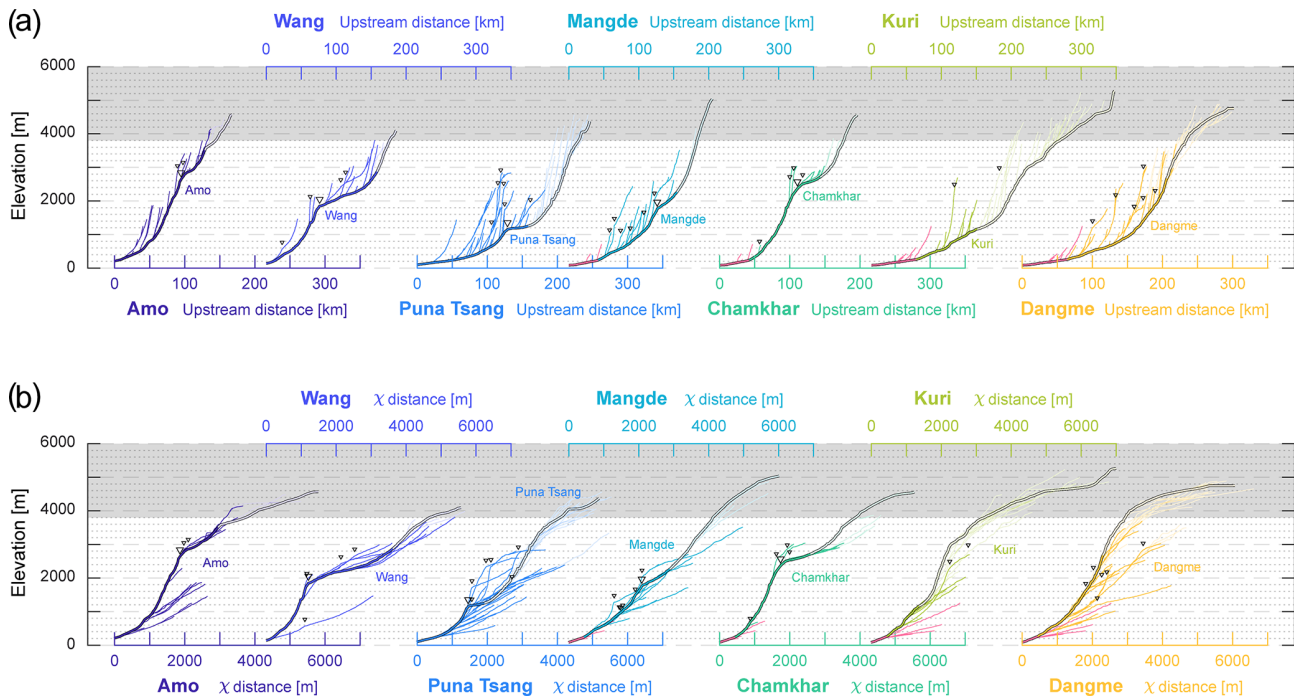 (a)
Wang Upstream distance [km] Mangde Upstream distance [km] Kuri Upstream distance [km]
0 100 200 300 0 100 200 300 0 100 200 300
6000
4000
2000
0
Elevation [m]
Amo Wang Puna Tsang Mangde Chamkhar Kuri Dangme
0 100 200 300 0 100 200 300 0 100 200 300 0 100 200 300
Amo Upstream distance [km] Puna Tsang Upstream distance [km] Chamkhar Upstream distance [km] Dangme Upstream distance [km]
(b)
Wang χ distance [m] Mangde χ distance [m] Kuri χ distance [m]
0 2000 4000 6000 0 2000 4000 6000 0 2000 4000 6000
6000
4000
2000
0
Elevation [m]
Amo Wang Puna Tsang Mangde Chamkhar Kuri Dangme
0 2000 4000 6000 0 2000 4000 6000 0 2000 4000 6000 0 2000 4000 6000
Amo χ distance [m] Puna Tsang χ distance [m] Chamkhar χ distance [m] Dangme χ distance [m]